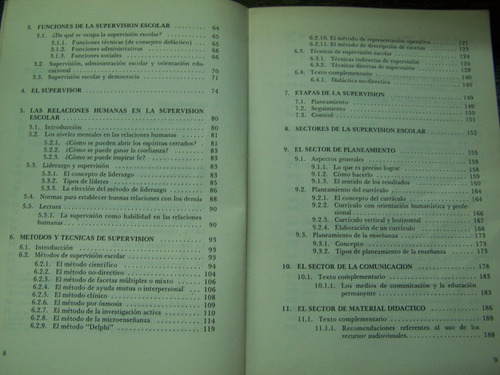 3. FUNCIONES DE LA SUPERVISION ESCOLAR 64
3.1. ¿De qué se ocupa la supervisión escolar? 65
3.1.1. Funciones técnicas (de consejero didáctico) 65
3.1.2. Funciones administrativas 66
3.1.3. Funciones sociales 66
3.2. Supervisión, administración escolar y orientación edu-
cacional 70
3.3. Supervisión escolar y democracia 71
4. EL SUPERVISOR 74
5. LAS RELACIONES HUMANAS EN LA SUPERVISION
ESCOLAR 80
5.1. Introducción 80
5.2. Los niveles mentales en las relaciones humanas 81
5.2.1. ¿Cómo se pueden abrir los espíritus cerrados? 81
5.2.2. ¿Cómo se puede ganar la confianza? 83
5.2.3. ¿Cómo se puede inspirar fe? 83
5.3. Liderazgo y supervisión 83
5.3.1. El concepto de liderazgo 83
5.3.2. Tipos de líderes 85
5.3.3. La elección del método de liderazgo 86
5.4. Normas para establecer buenas relaciones con los demás 88
5.5. Lectura 90
5.5.1. La supervisión como habilidad en las relaciones
humanas 90
6. METODOS Y TECNICAS DE SUPERVISION 93
6.1. Introducción 93
6.2. Métodos de supervisión escolar 93
6.2.1. El método científico 94
6.2.2. El método no-directivo 104
6.2.3. El método de facetas múltiples o mixto 106
6.2.4. El método de ayuda mutua o interpersonal 106
6.2.5. El método clínico 108
6.2.6. El método por ósmosis 110
6.2.7. El método de la investigación activa 110
6.2.8. El método de la microenseñanza 114
6.2.9. El método "Delphi" 119
8
6.2.10. El método de representación operativa 121
6.2.11. El método de descripción de escenas 123
6.3. Técnicas de supervisión escolar 124
6.3.1. Técnicas indirectas de supervisión 124
6.3.2. Técnicas directas de supervisión
6.4. Texto complementario 140
6.4.1. Didáctica no-directiva 140
7. ETAPAS DE LA SUPERVISION 149
7.1. Planeamiento 149
7.2. Seguimiento 150
7.3. Control 151
8. SECTORES DE LA SUPERVISION ESCOLAR 152
9. EL SECTOR DE PLANEAMIENTO
9.1. Aspectos generales
9.1.1. Lo que es preciso lograr
9.1.2. Cómo hacerlo
9.1.3. El sentido de los resultados 160
9.2. Planeamiento del currículo 164
9.2.1. El concepto de currículo 164
9.2.2. Currículo con orientación humanística y profe-
sional 166
9.2.3. Currículo vertical y horizontal 167
9.2.4. Elaboración de un currículo 168
9.3. Planeamiento de la enseñanza 173
9.3.1. Concepto 173
9.3.2. Tipos de planeamiento de la enseñanza 173
10. EL SECTOR DE LA COMUNICACION 178
10.1. Texto complementario 183
10.1.1. Los medios de comunicación y la educación
permanente 183
11. EL SECTOR DE MATERIAL DIDACTICO 186
11.1. Texto complementario 188
11.1.1. Recomendaciones referentes al uso de los
recursos audiovisuales. 188
9